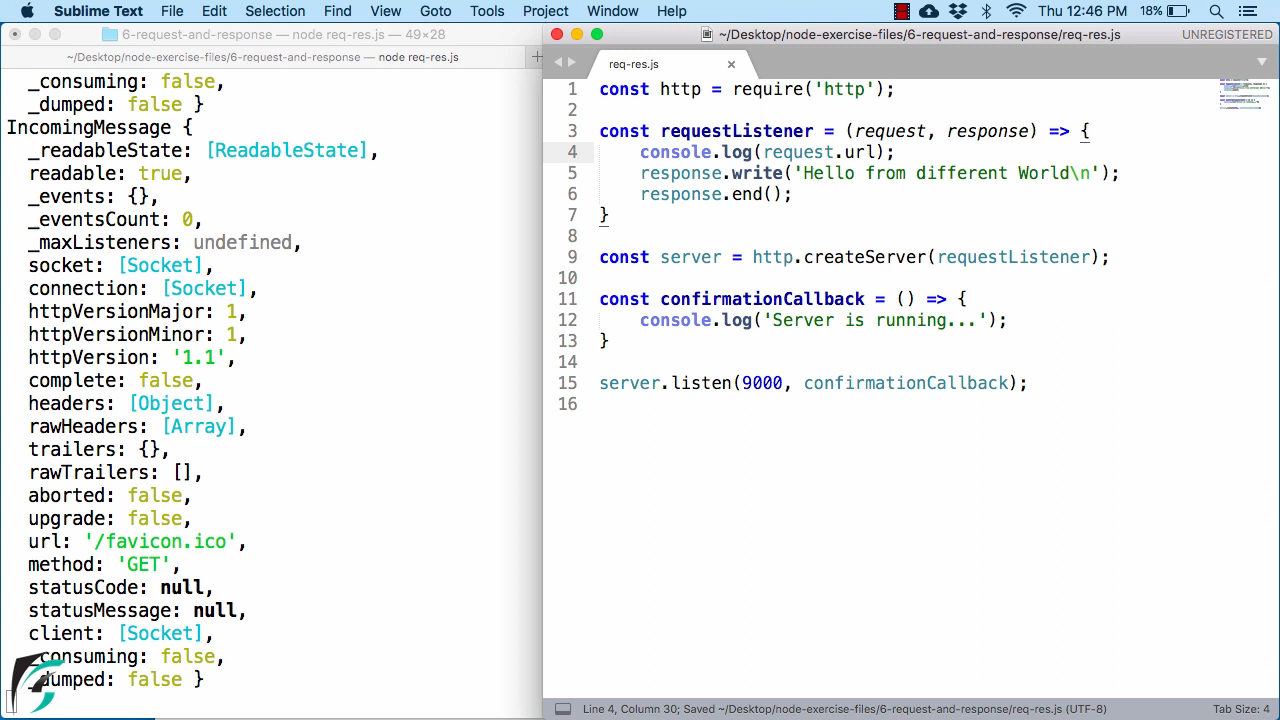 Sublime Text File Edit Selection Find View Goto Tools Project Window Help Thu 12:46 PM 18%
6-request-and-response — node req-res.js — 49×28
~/Desktop/node-exercise-files/6-request-and-response — node req-res.js
_consuming: false,
_dumped: false }
IncomingMessage {
_readableState: [ReadableState],
readable: true,
_events: {},
_eventsCount: 0,
_maxListeners: undefined,
socket: [Socket],
connection: [Socket],
httpVersionMajor: 1,
httpVersionMinor: 1,
httpVersion: '1.1',
complete: false,
headers: [Object],
rawHeaders: [Array],
trailers: {},
rawTrailers: [],
aborted: false,
upgrade: false,
url: '/favicon.ico',
method: 'GET',
statusCode: null,
statusMessage: null,
client: [Socket],
_consuming: false,
_dumped: false }
~/Desktop/node-exercise-files/6-request-and-response/req-res.js UNREGISTERED
req-res.js
1 const http = require('http');
2
3 const requestListener = (request, response) => {
4 console.log(request.url);
5 response.write('Hello from different World\n');
6 response.end();
7 }
8
9 const server = http.createServer(requestListener);
10
11 const confirmationCallback = () => {
12 console.log('Server is running...');
13 }
14
15 server.listen(9000, confirmationCallback);
16
Line 4, Column 30; Saved ~/Desktop/node-exercise-files/6-request-and-response/req-res.js (UTF-8) Tab Size: 4